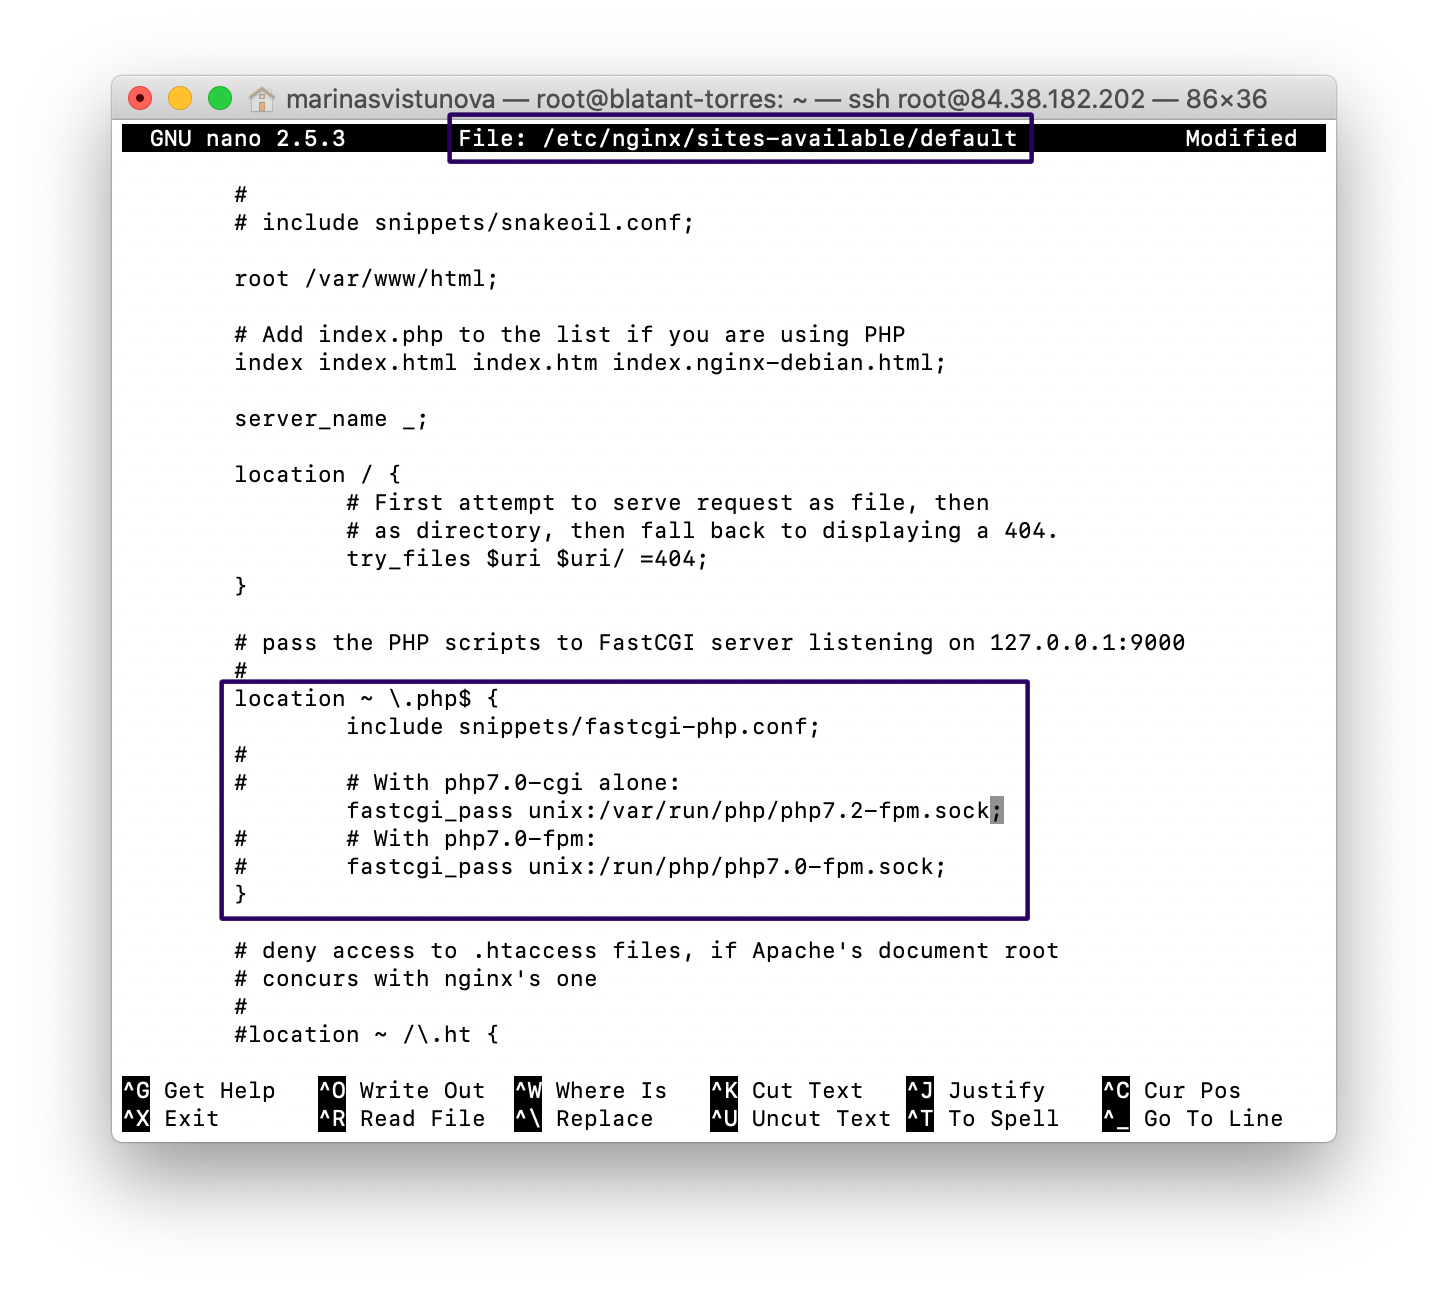 marinasvistunova — root@blatant-torres: ~ — ssh root@84.38.182.202 — 86×36
GNU nano 2.5.3 File: /etc/nginx/sites-available/default Modified
#
# include snippets/snakeoil.conf;
root /var/www/html;
# Add index.php to the list if you are using PHP
index index.html index.htm index.nginx-debian.html;
server_name _;
location / {
# First attempt to serve request as file, then
# as directory, then fall back to displaying a 404.
try_files $uri $uri/ =404;
}
# pass the PHP scripts to FastCGI server listening on 127.0.0.1:9000
#
location ~ \.php$ {
include snippets/fastcgi-php.conf;
#
# # With php7.0-cgi alone:
fastcgi_pass unix:/var/run/php/php7.2-fpm.sock;
# # With php7.0-fpm:
# fastcgi_pass unix:/run/php/php7.0-fpm.sock;
}
# deny access to .htaccess files, if Apache's document root
# concurs with nginx's one
#
#location ~ /\.ht {
^G Get Help ^O Write Out ^W Where Is ^K Cut Text ^J Justify ^C Cur Pos
^X Exit ^R Read File ^\ Replace ^U Uncut Text ^T To Spell ^_ Go To Line